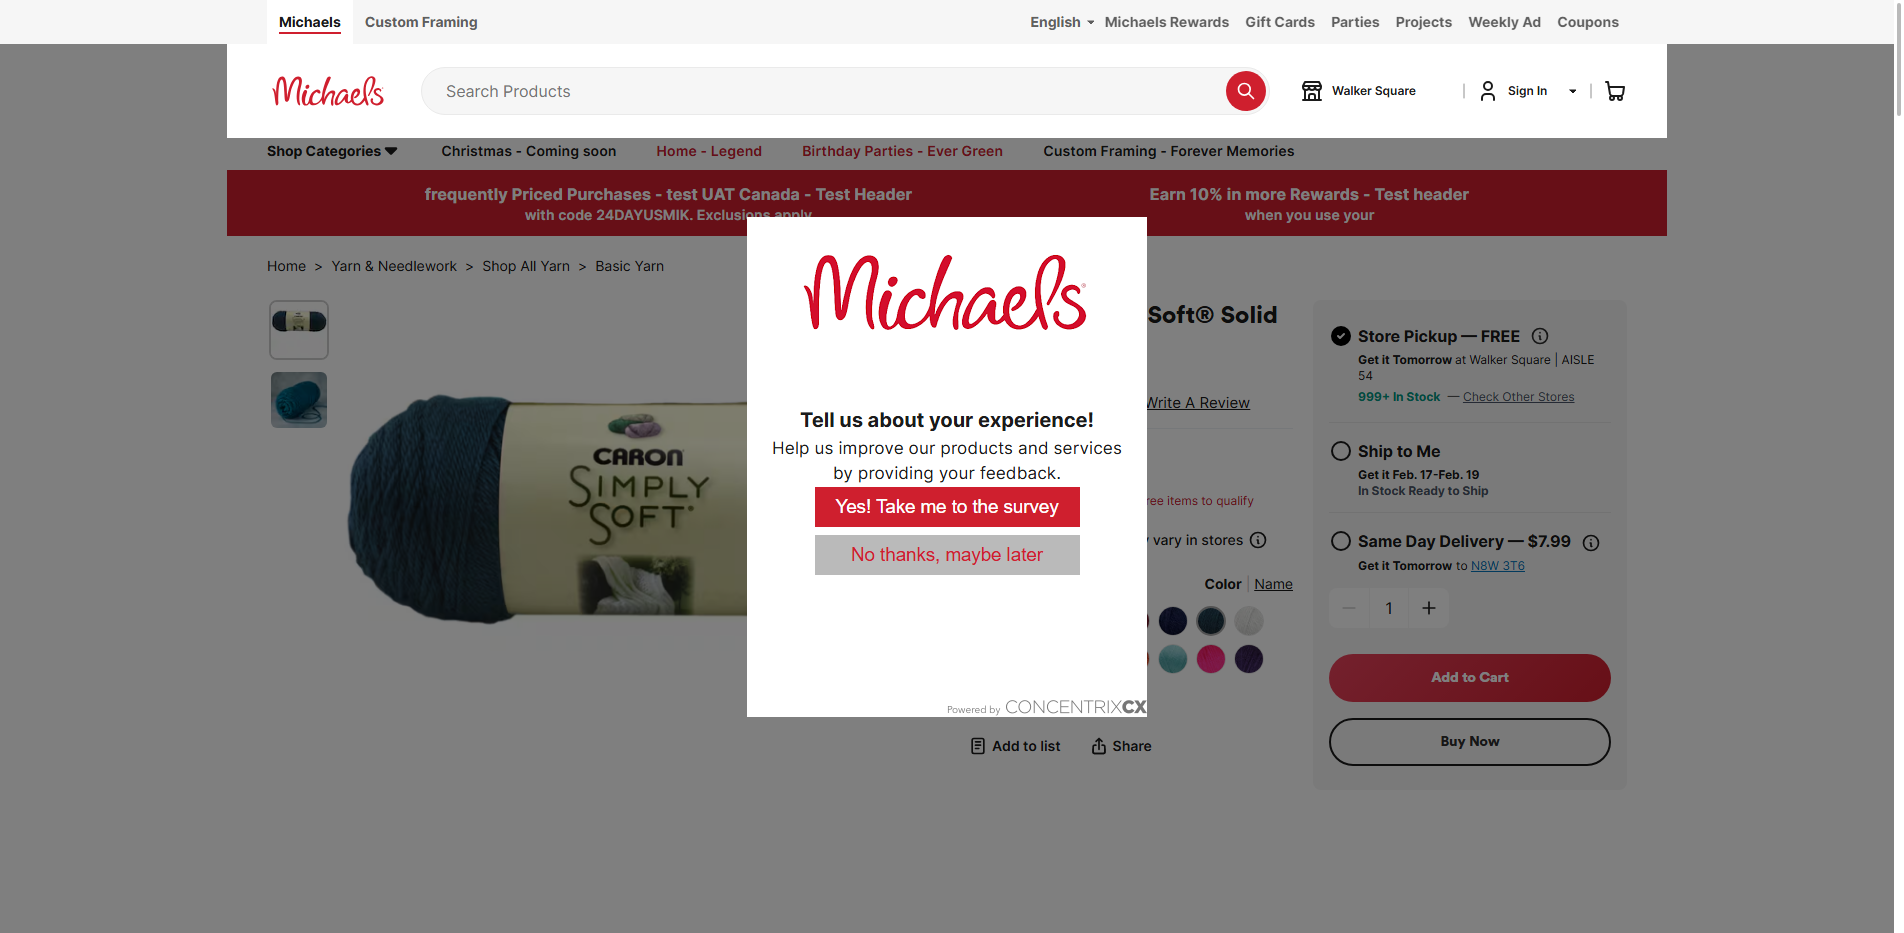 Michaels
Custom Framing
English
Michaels Rewards
Gift Cards
Parties
Projects
Weekly Ad
Coupons
Michaels
Search Products
Walker Square
Sign In
Shop Categories
Christmas - Coming soon
Home - Legend
Birthday Parties - Ever Green
Custom Framing - Forever Memories
frequently Priced Purchases - test UAT Canada - Test Header
with code 24DAYUSMIK. Exclusions apply
Earn 10% in more Rewards - Test header
when you use your
Home > Yarn & Needlework > Shop All Yarn > Basic Yarn
CARON
SIMPLY
SOFT®
Michaels®
Tell us about your experience!
Help us improve our products and services
by providing your feedback.
Yes! Take me to the survey
No thanks, maybe later
Powered by CONCENTRIXCX
Soft® Solid
Write A Review
ree items to qualify
vary in stores
Color | Name
Add to list
Share
Store Pickup — FREE
Get it Tomorrow at Walker Square | AISLE
54
999+ In Stock — Check Other Stores
Ship to Me
Get it Feb. 17-Feb. 19
In Stock Ready to Ship
Same Day Delivery — $7.99
Get it Tomorrow to N8W 3T6
1
Add to Cart
Buy Now